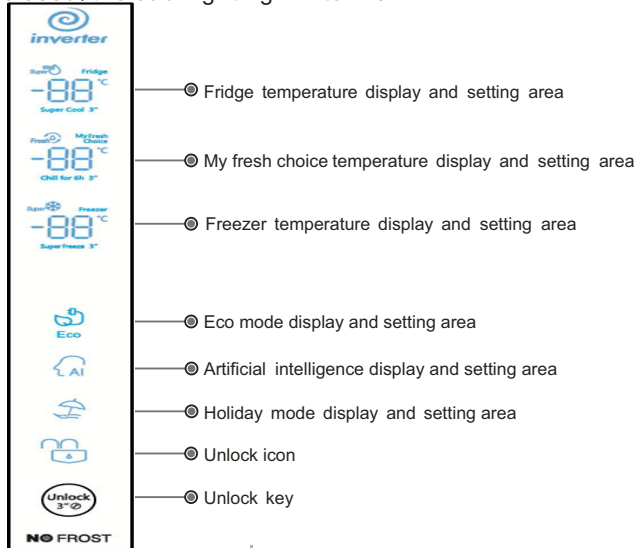 inverter
Super Fridge
-88°C
Super Cool 3"
Fridge temperature display and setting area
Fresh My Fresh Choice
-88°C
Chill for 6h 3"
My fresh choice temperature display and setting area
Super Freezer
-88°C
Super Freeze 3"
Freezer temperature display and setting area
Eco
Eco mode display and setting area
AI
Artificial intelligence display and setting area
Holiday mode display and setting area
Unlock icon
Unlock
3"
Unlock key
NO FROST